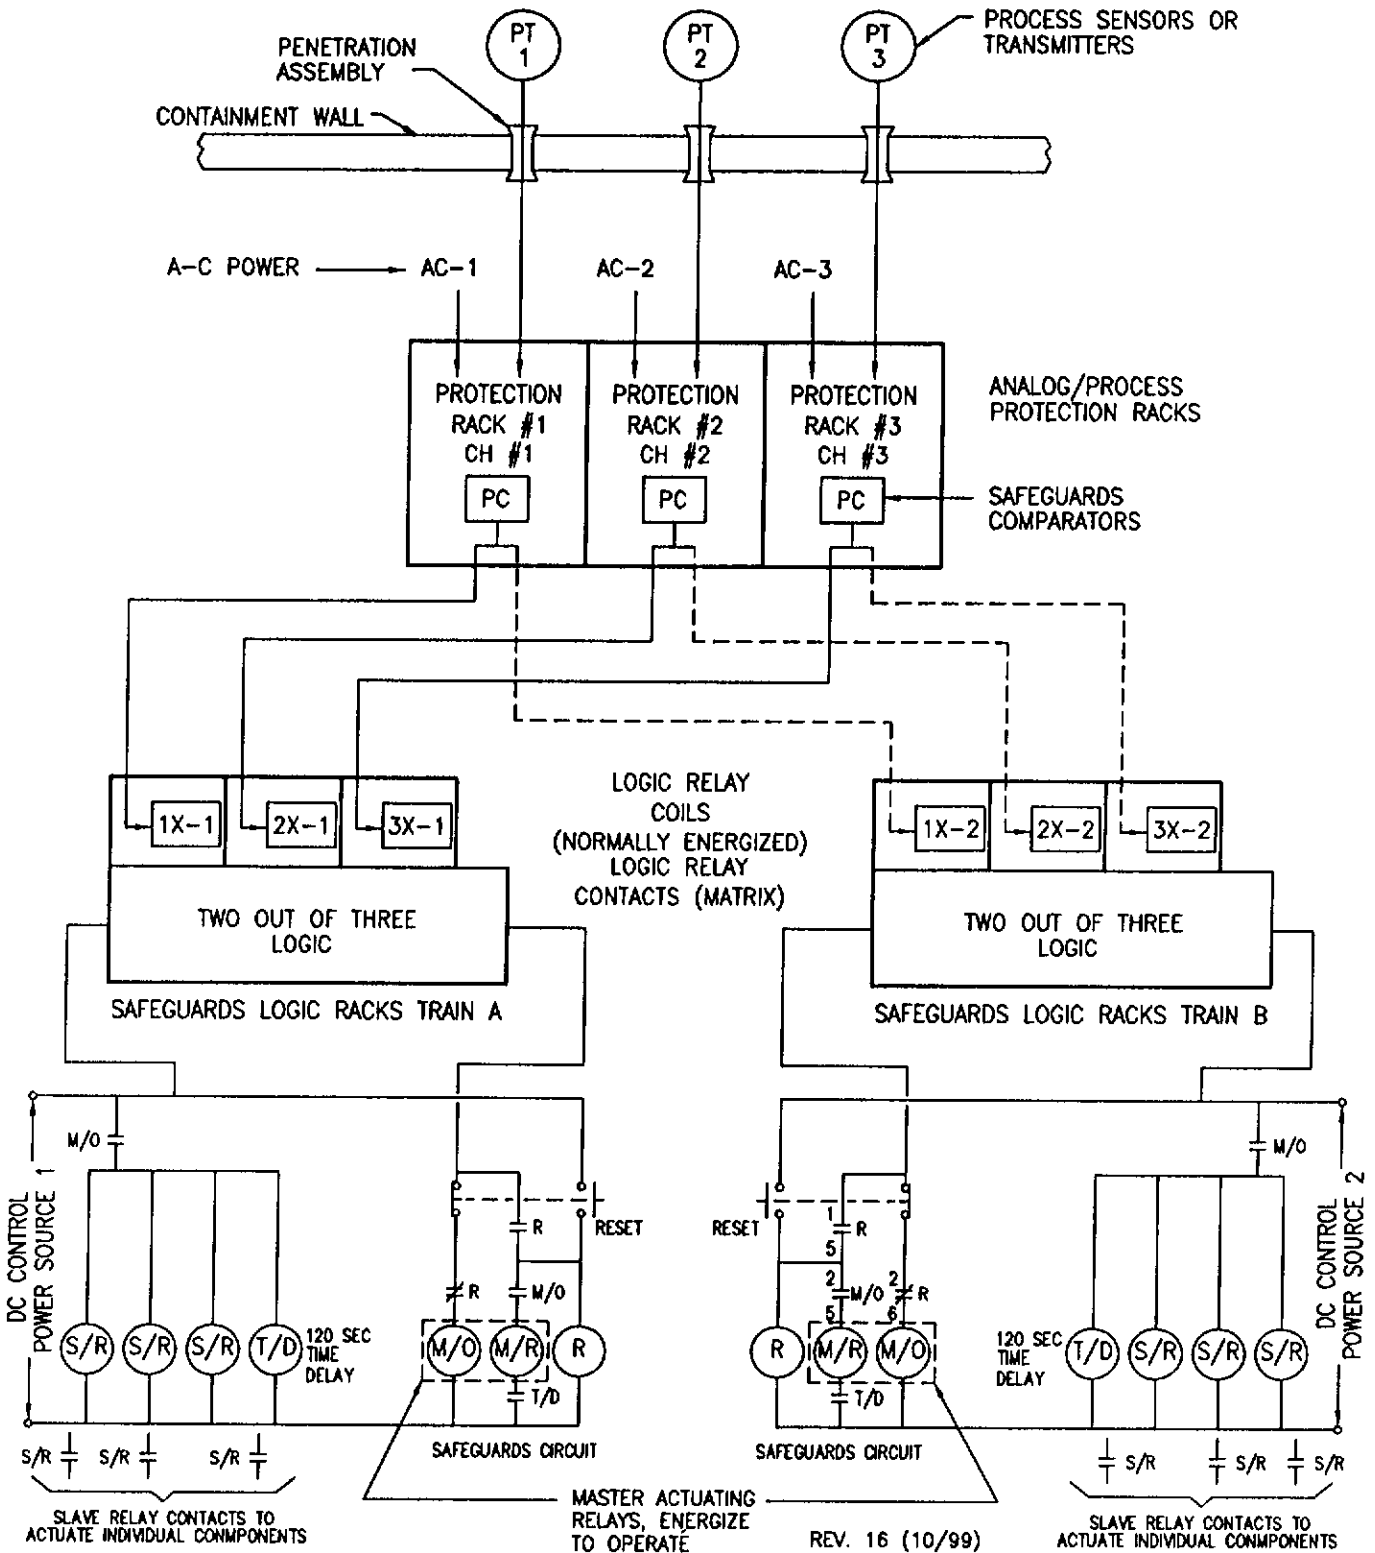 PT
1
PT
2
PT
3
PROCESS SENSORS OR
TRANSMITTERS
PENETRATION
ASSEMBLY
CONTAINMENT WALL
A-C POWER
AC-1
AC-2
AC-3
PROTECTION
RACK #1
CH #1
PC
PROTECTION
RACK #2
CH #2
PC
PROTECTION
RACK #3
CH #3
PC
ANALOG/PROCESS
PROTECTION RACKS
SAFEGUARDS
COMPARATORS
1X-1
2X-1
3X-1
LOGIC RELAY
COILS
(NORMALLY ENERGIZED)
LOGIC RELAY
CONTACTS (MATRIX)
1X-2
2X-2
3X-2
TWO OUT OF THREE
LOGIC
TWO OUT OF THREE
LOGIC
SAFEGUARDS LOGIC RACKS TRAIN A
SAFEGUARDS LOGIC RACKS TRAIN B
DC CONTROL
POWER SOURCE 1
M/O
S/R
S/R
S/R
T/D
120 SEC
TIME
DELAY
RESET
R
R
M/O
M/O
M/R
R
T/D
SAFEGUARDS CIRCUIT
RESET
1
R
5
2
M/O
5
2
R
6
R
M/R
M/O
T/D
SAFEGUARDS CIRCUIT
M/O
120 SEC
TIME
DELAY
T/D
S/R
S/R
S/R
DC CONTROL
POWER SOURCE 2
S/R
S/R
S/R
SLAVE RELAY CONTACTS TO
ACTUATE INDIVIDUAL CONMPONENTS
MASTER ACTUATING
RELAYS, ENERGIZE
TO OPERATE
REV. 16 (10/99)
S/R
S/R
S/R
SLAVE RELAY CONTACTS TO
ACTUATE INDIVIDUAL CONMPONENTS